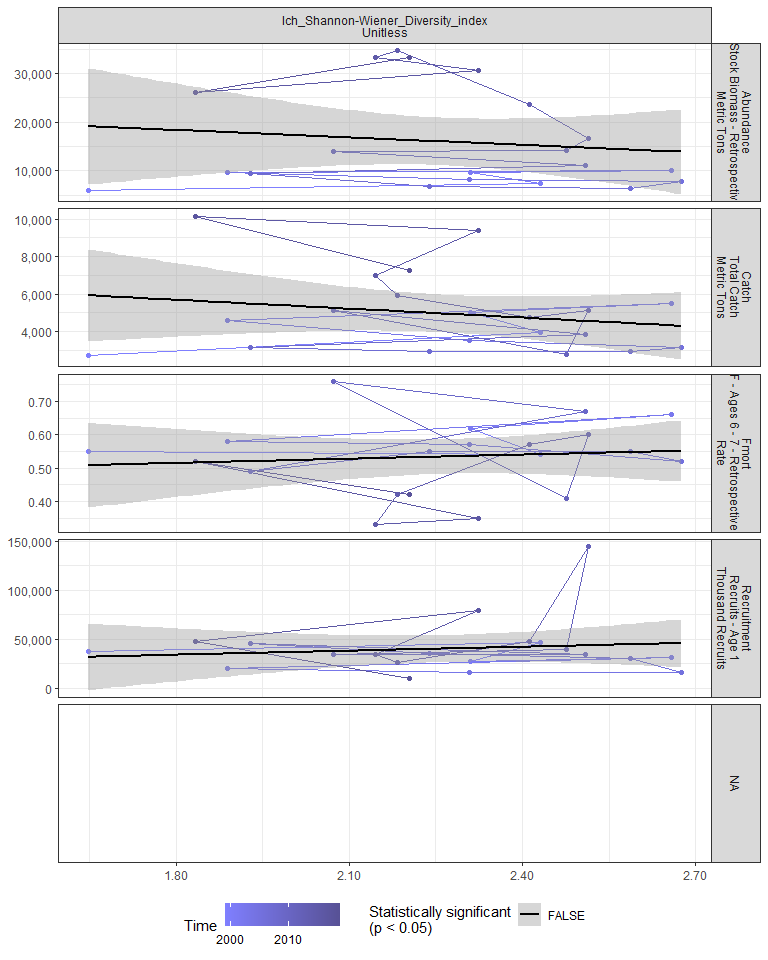 Ich_Shannon-Wiener_Diversity_index
Unitless
30,000
20,000
10,000
Abundance
Stock Biomass - Retrospectiv
Metric Tons
10,000
8,000
6,000
4,000
Catch
Total Catch
Metric Tons
0.70
0.60
0.50
0.40
Fmort
F - Ages 6 - 7 - Retrospective
Rate
150,000
100,000
50,000
0
Recruitment
Recruits - Age 1
Thousand Recruits
NA
1.80
2.10
2.40
2.70
Time
2000
2010
Statistically significant
(p < 0.05)
FALSE